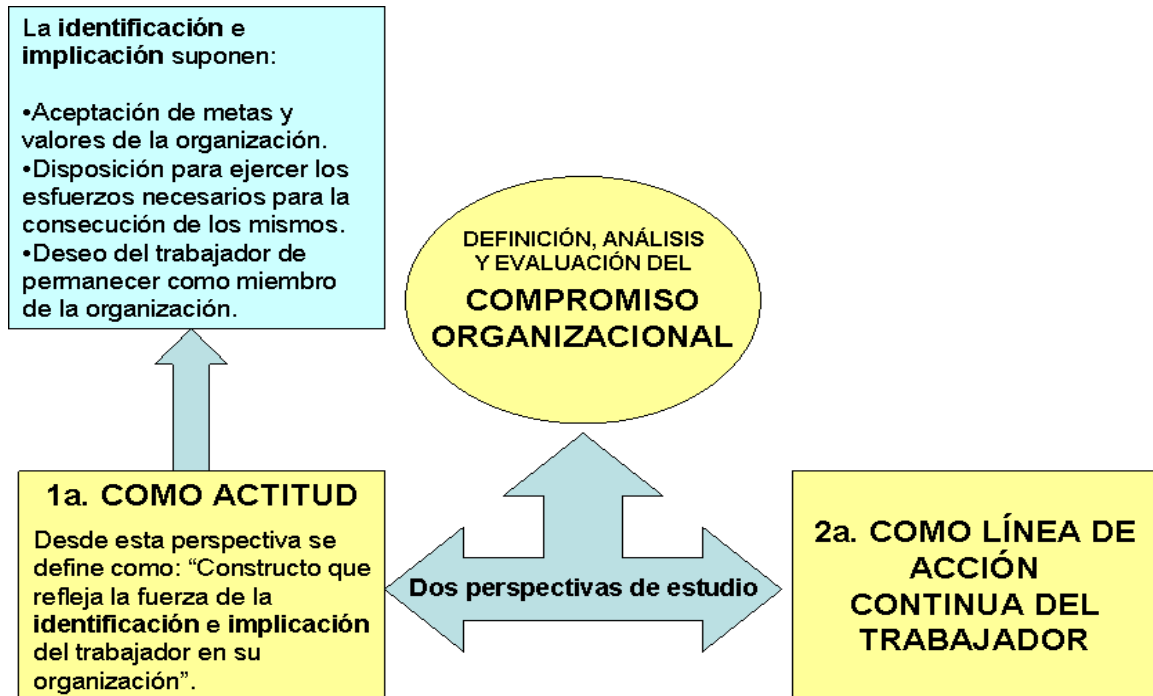 La identificación e
implicación suponen:
•Aceptación de metas y
valores de la organización.
•Disposición para ejercer los
esfuerzos necesarios para la
consecución de los mismos.
•Deseo del trabajador de
permanecer como miembro
de la organización.
DEFINICIÓN, ANÁLISIS
Y EVALUACIÓN DEL
COMPROMISO
ORGANIZACIONAL
1a. COMO ACTITUD
Desde esta perspectiva se
define como: “Constructo que
refleja la fuerza de la
identificación e implicación
del trabajador en su
organización”.
Dos perspectivas de estudio
2a. COMO LÍNEA DE
ACCIÓN
CONTINUA DEL
TRABAJADOR